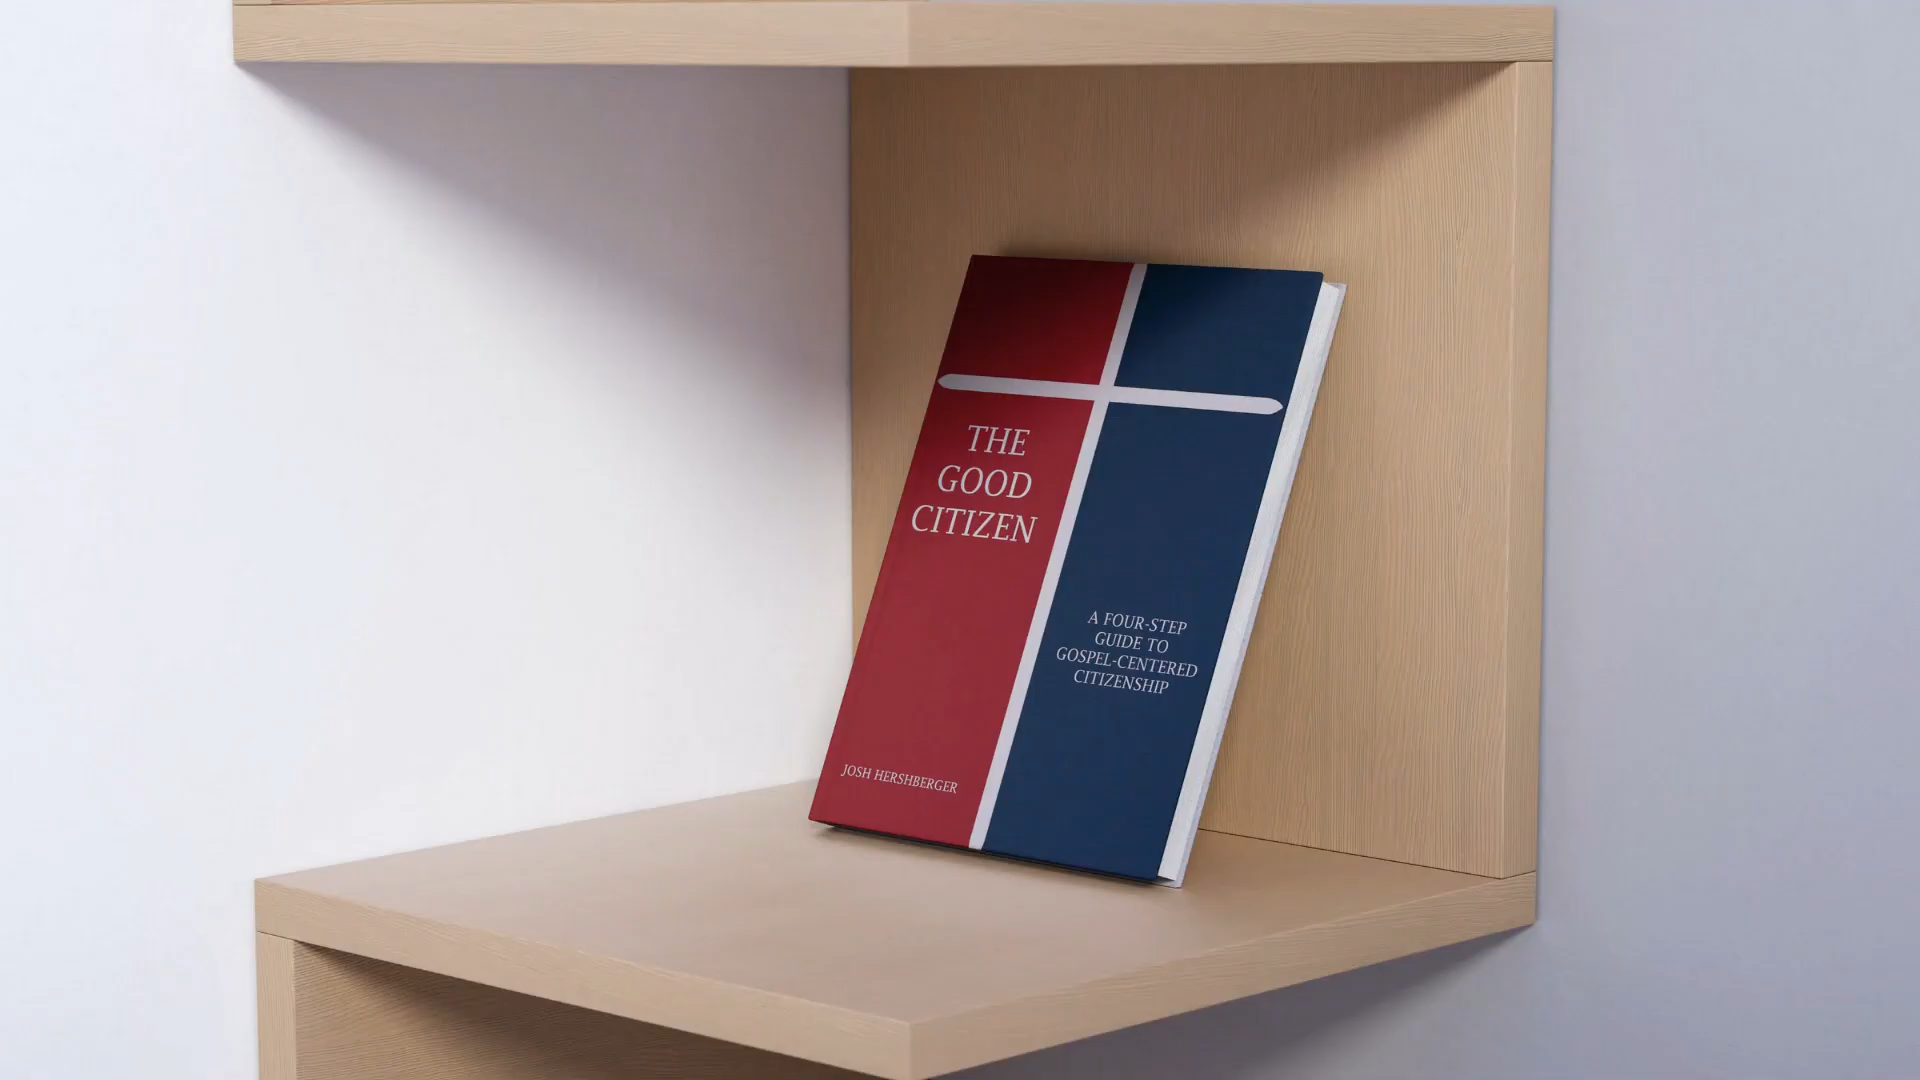 THE
GOOD
CITIZEN
A FOUR-STEP
GUIDE TO
GOSPEL-CENTERED
CITIZENSHIP
JOSH HERSHBERGER